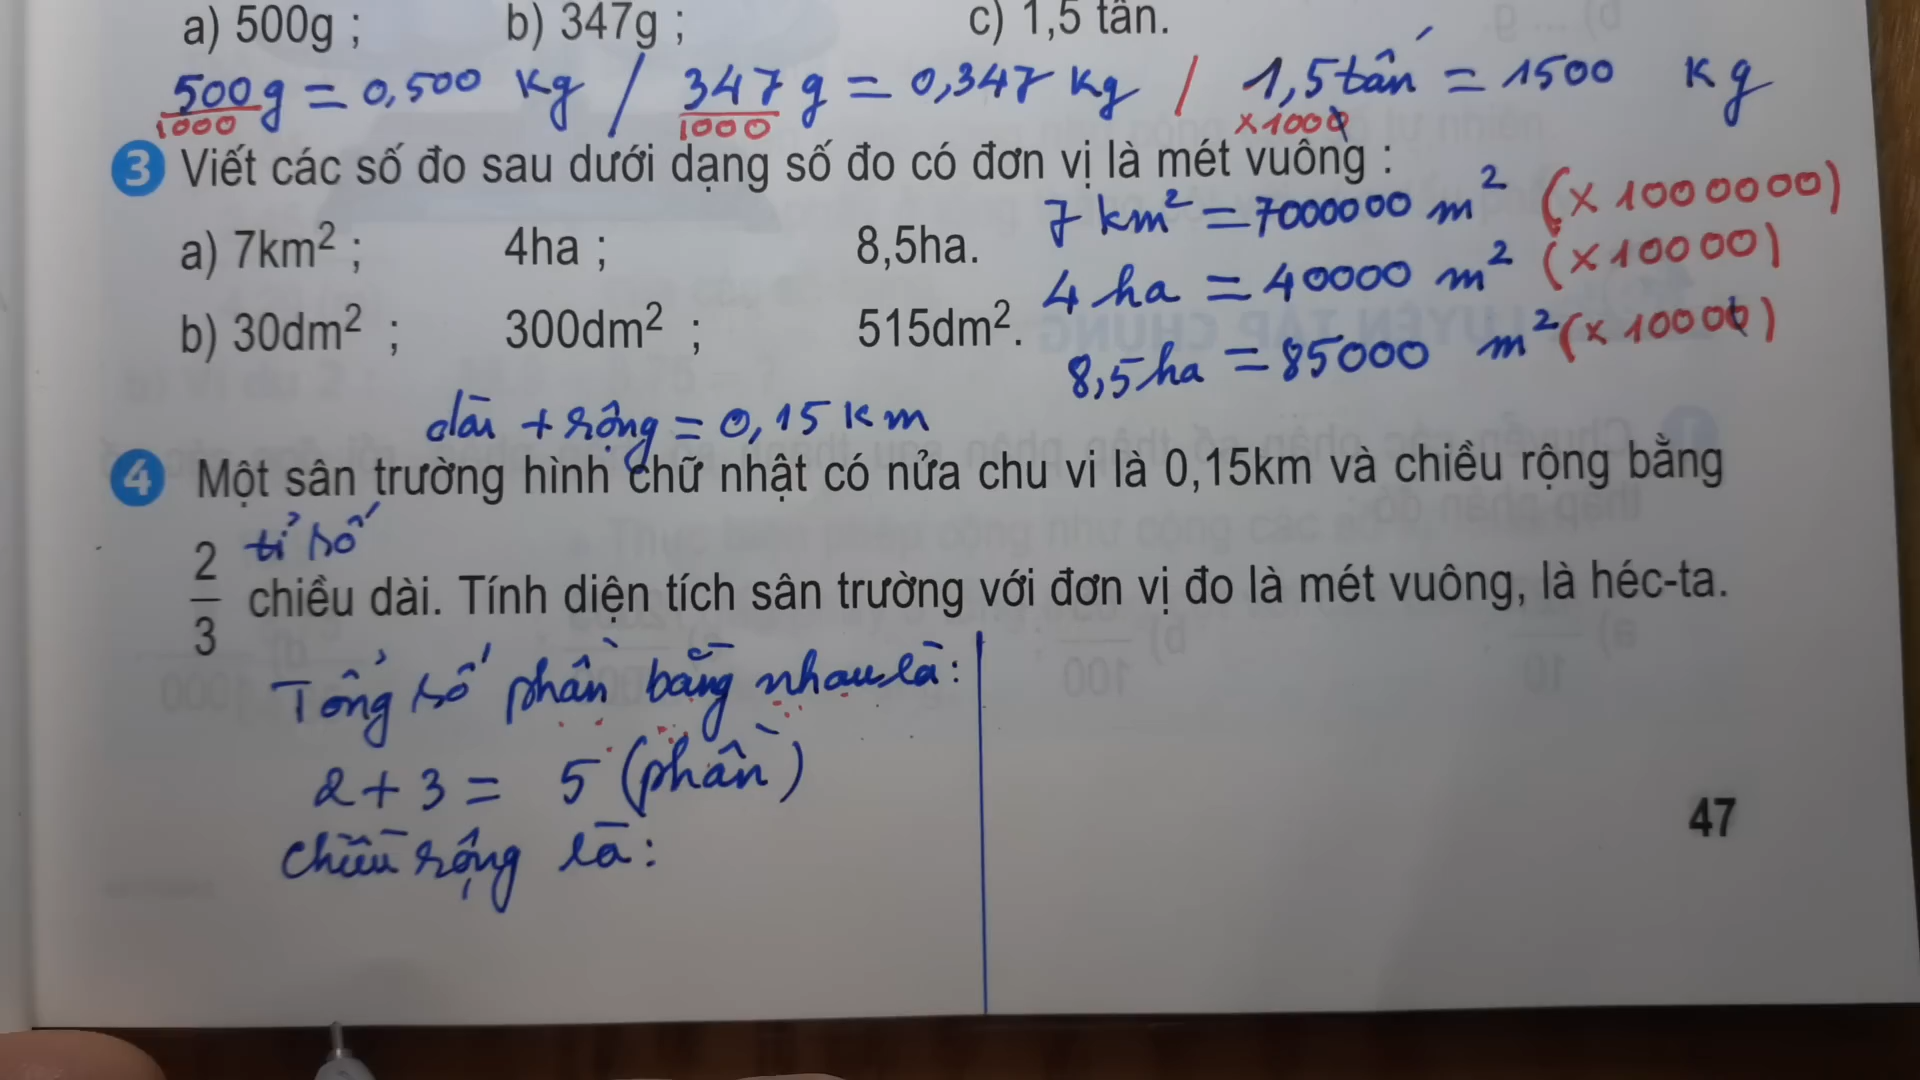 a) 500g ; b) 347g ; c) 1,5 tấn.
500g = 0,500 kg / 347g = 0,347 kg / 1,5 tấn = 1500 kg
1000 1000 x1000
3 Viết các số đo sau dưới dạng số đo có đơn vị là mét vuông :
7 km² = 7000000 m² (x 1000000)
a) 7km² ; 4ha ; 8,5ha.
4 ha = 40000 m² (x 10000)
b) 30dm² ; 300dm² ; 515dm².
8,5 ha = 85000 m² (x 10000)
dài + rộng = 0,15 km
4 Một sân trường hình chữ nhật có nửa chu vi là 0,15km và chiều rộng bằng
tỉ số
2/3 chiều dài. Tính diện tích sân trường với đơn vị đo là mét vuông, là héc-ta.
Tổng số phần bằng nhau là:
2 + 3 = 5 (phần)
chiều rộng là:
47